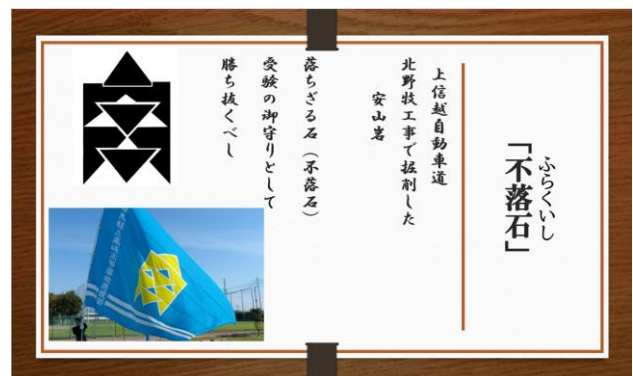 ふらくいし
「不落石」
上信越自動車道
北野牧工事で掘削した
安山岩
落ちざる石（不落石）
受験の御守りとして
勝ち抜くべし